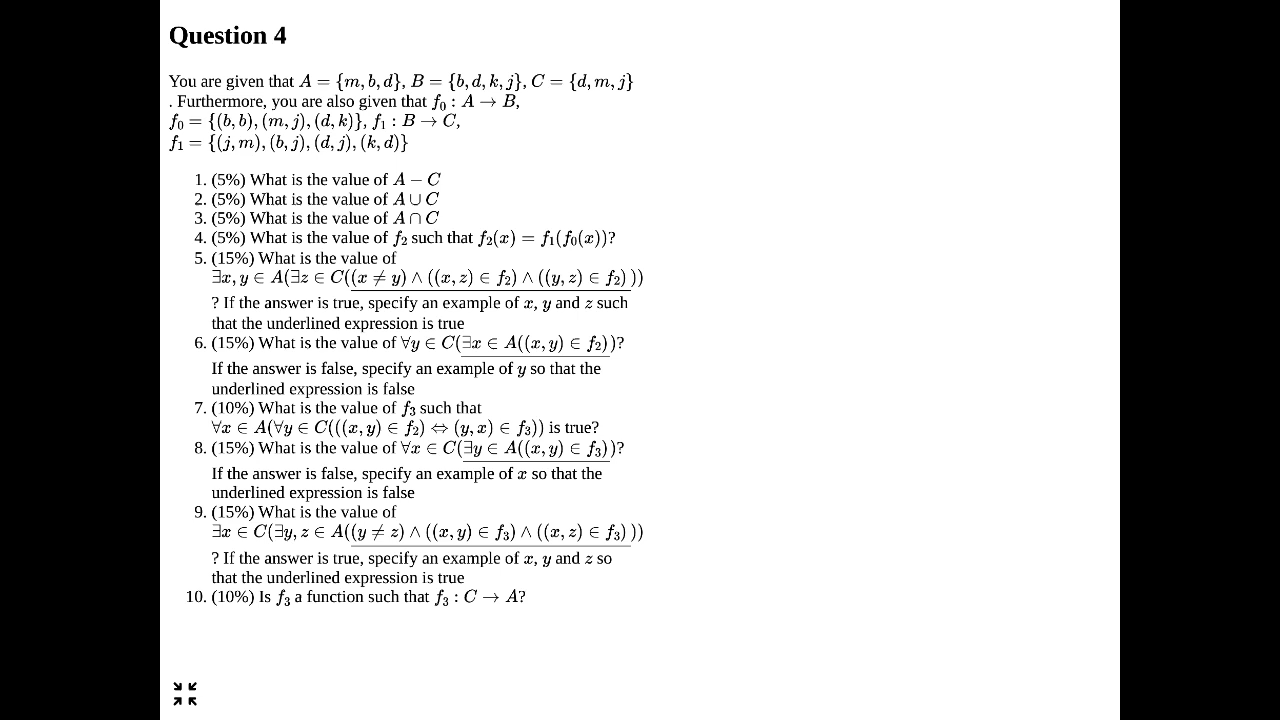 Question 4
You are given that A = {m, b, d}, B = {b, d, k, j}, C = {d, m, j}
. Furthermore, you are also given that f₀ : A → B,
f₀ = {(b, b), (m, j), (d, k)}, f₁ : B → C,
f₁ = {(j, m), (b, j), (d, j), (k, d)}
1. (5%) What is the value of A − C
2. (5%) What is the value of A ∪ C
3. (5%) What is the value of A ∩ C
4. (5%) What is the value of f₂ such that f₂(x) = f₁(f₀(x))?
5. (15%) What is the value of
∃x, y ∈ A(∃z ∈ C((x ≠ y) ∧ ((x, z) ∈ f₂) ∧ ((y, z) ∈ f₂) ))
? If the answer is true, specify an example of x, y and z such
that the underlined expression is true
6. (15%) What is the value of ∀y ∈ C(∃x ∈ A((x, y) ∈ f₂))?
If the answer is false, specify an example of y so that the
underlined expression is false
7. (10%) What is the value of f₃ such that
∀x ∈ A(∀y ∈ C(((x, y) ∈ f₂) ⇔ (y, x) ∈ f₃)) is true?
8. (15%) What is the value of ∀x ∈ C(∃y ∈ A((x, y) ∈ f₃))?
If the answer is false, specify an example of x so that the
underlined expression is false
9. (15%) What is the value of
∃x ∈ C(∃y, z ∈ A((y ≠ z) ∧ ((x, y) ∈ f₃) ∧ ((x, z) ∈ f₃) ))
? If the answer is true, specify an example of x, y and z so
that the underlined expression is true
10. (10%) Is f₃ a function such that f₃ : C → A?